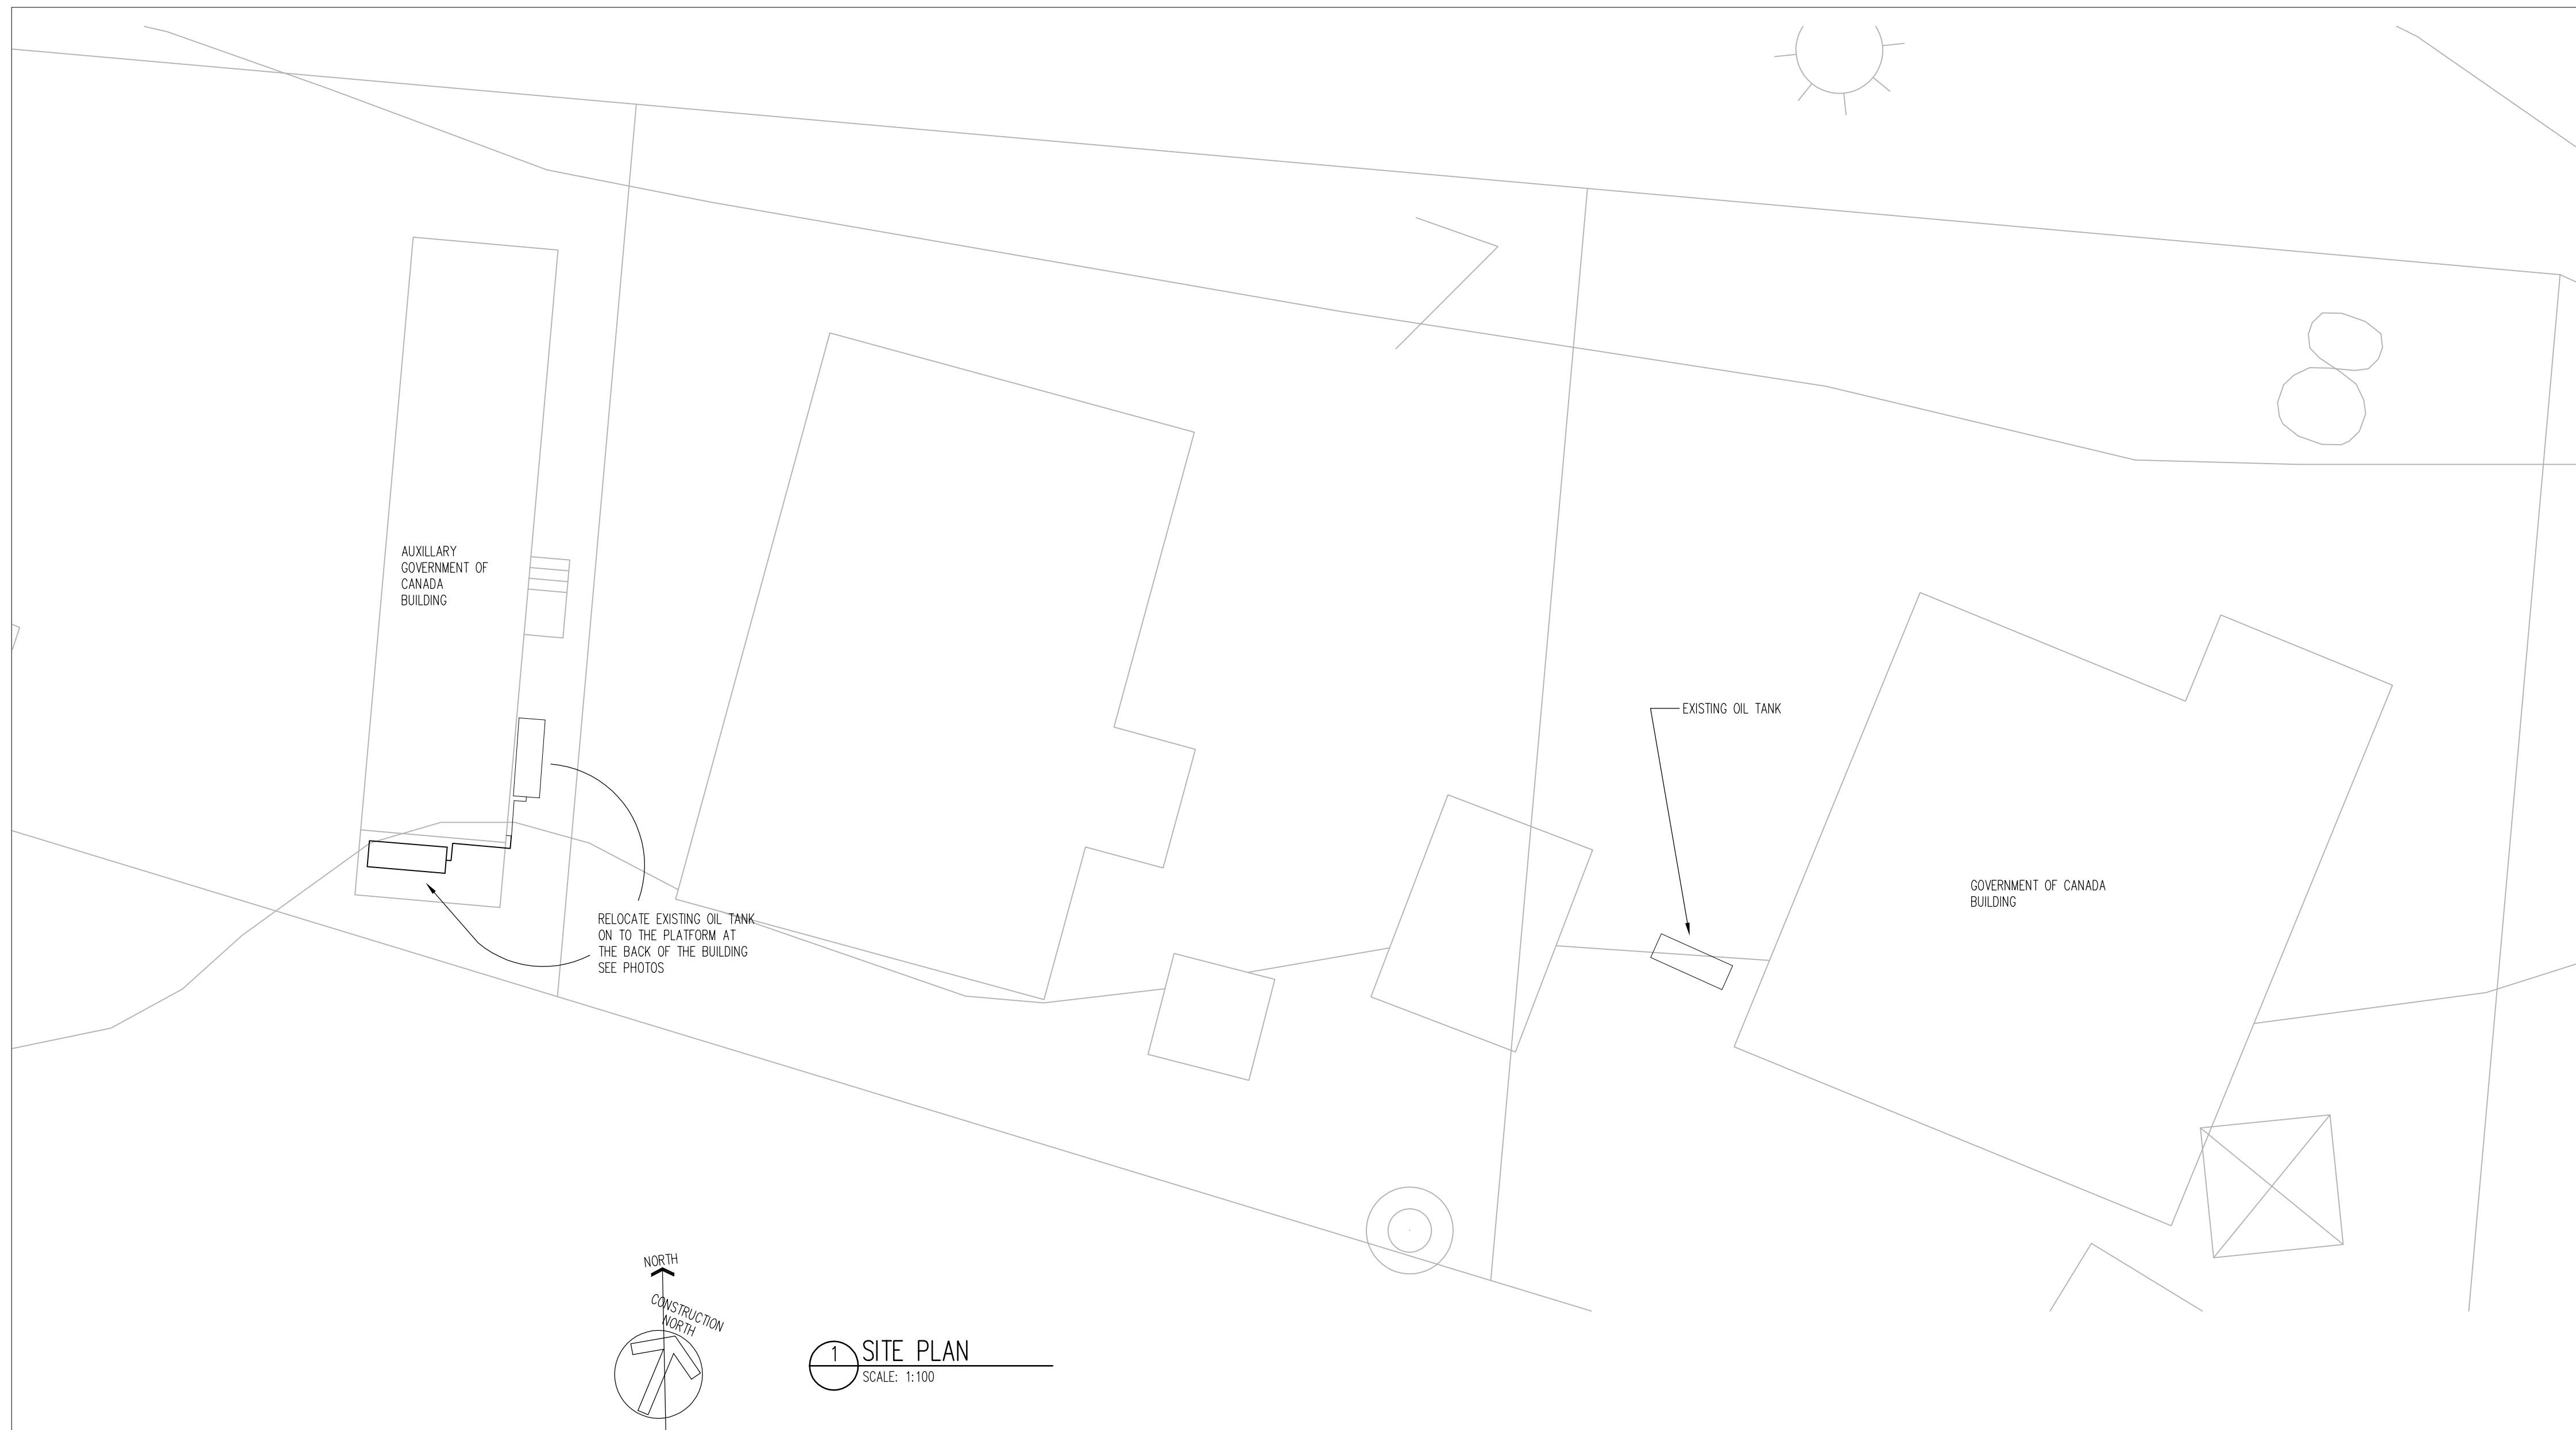 AUXILLARY
GOVERNMENT OF
CANADA
BUILDING
EXISTING OIL TANK
GOVERNMENT OF CANADA
BUILDING
RELOCATE EXISTING OIL TANK
ON TO THE PLATFORM AT
THE BACK OF THE BUILDING
SEE PHOTOS
NORTH
CONSTRUCTION
NORTH
1
SITE PLAN
SCALE: 1:100